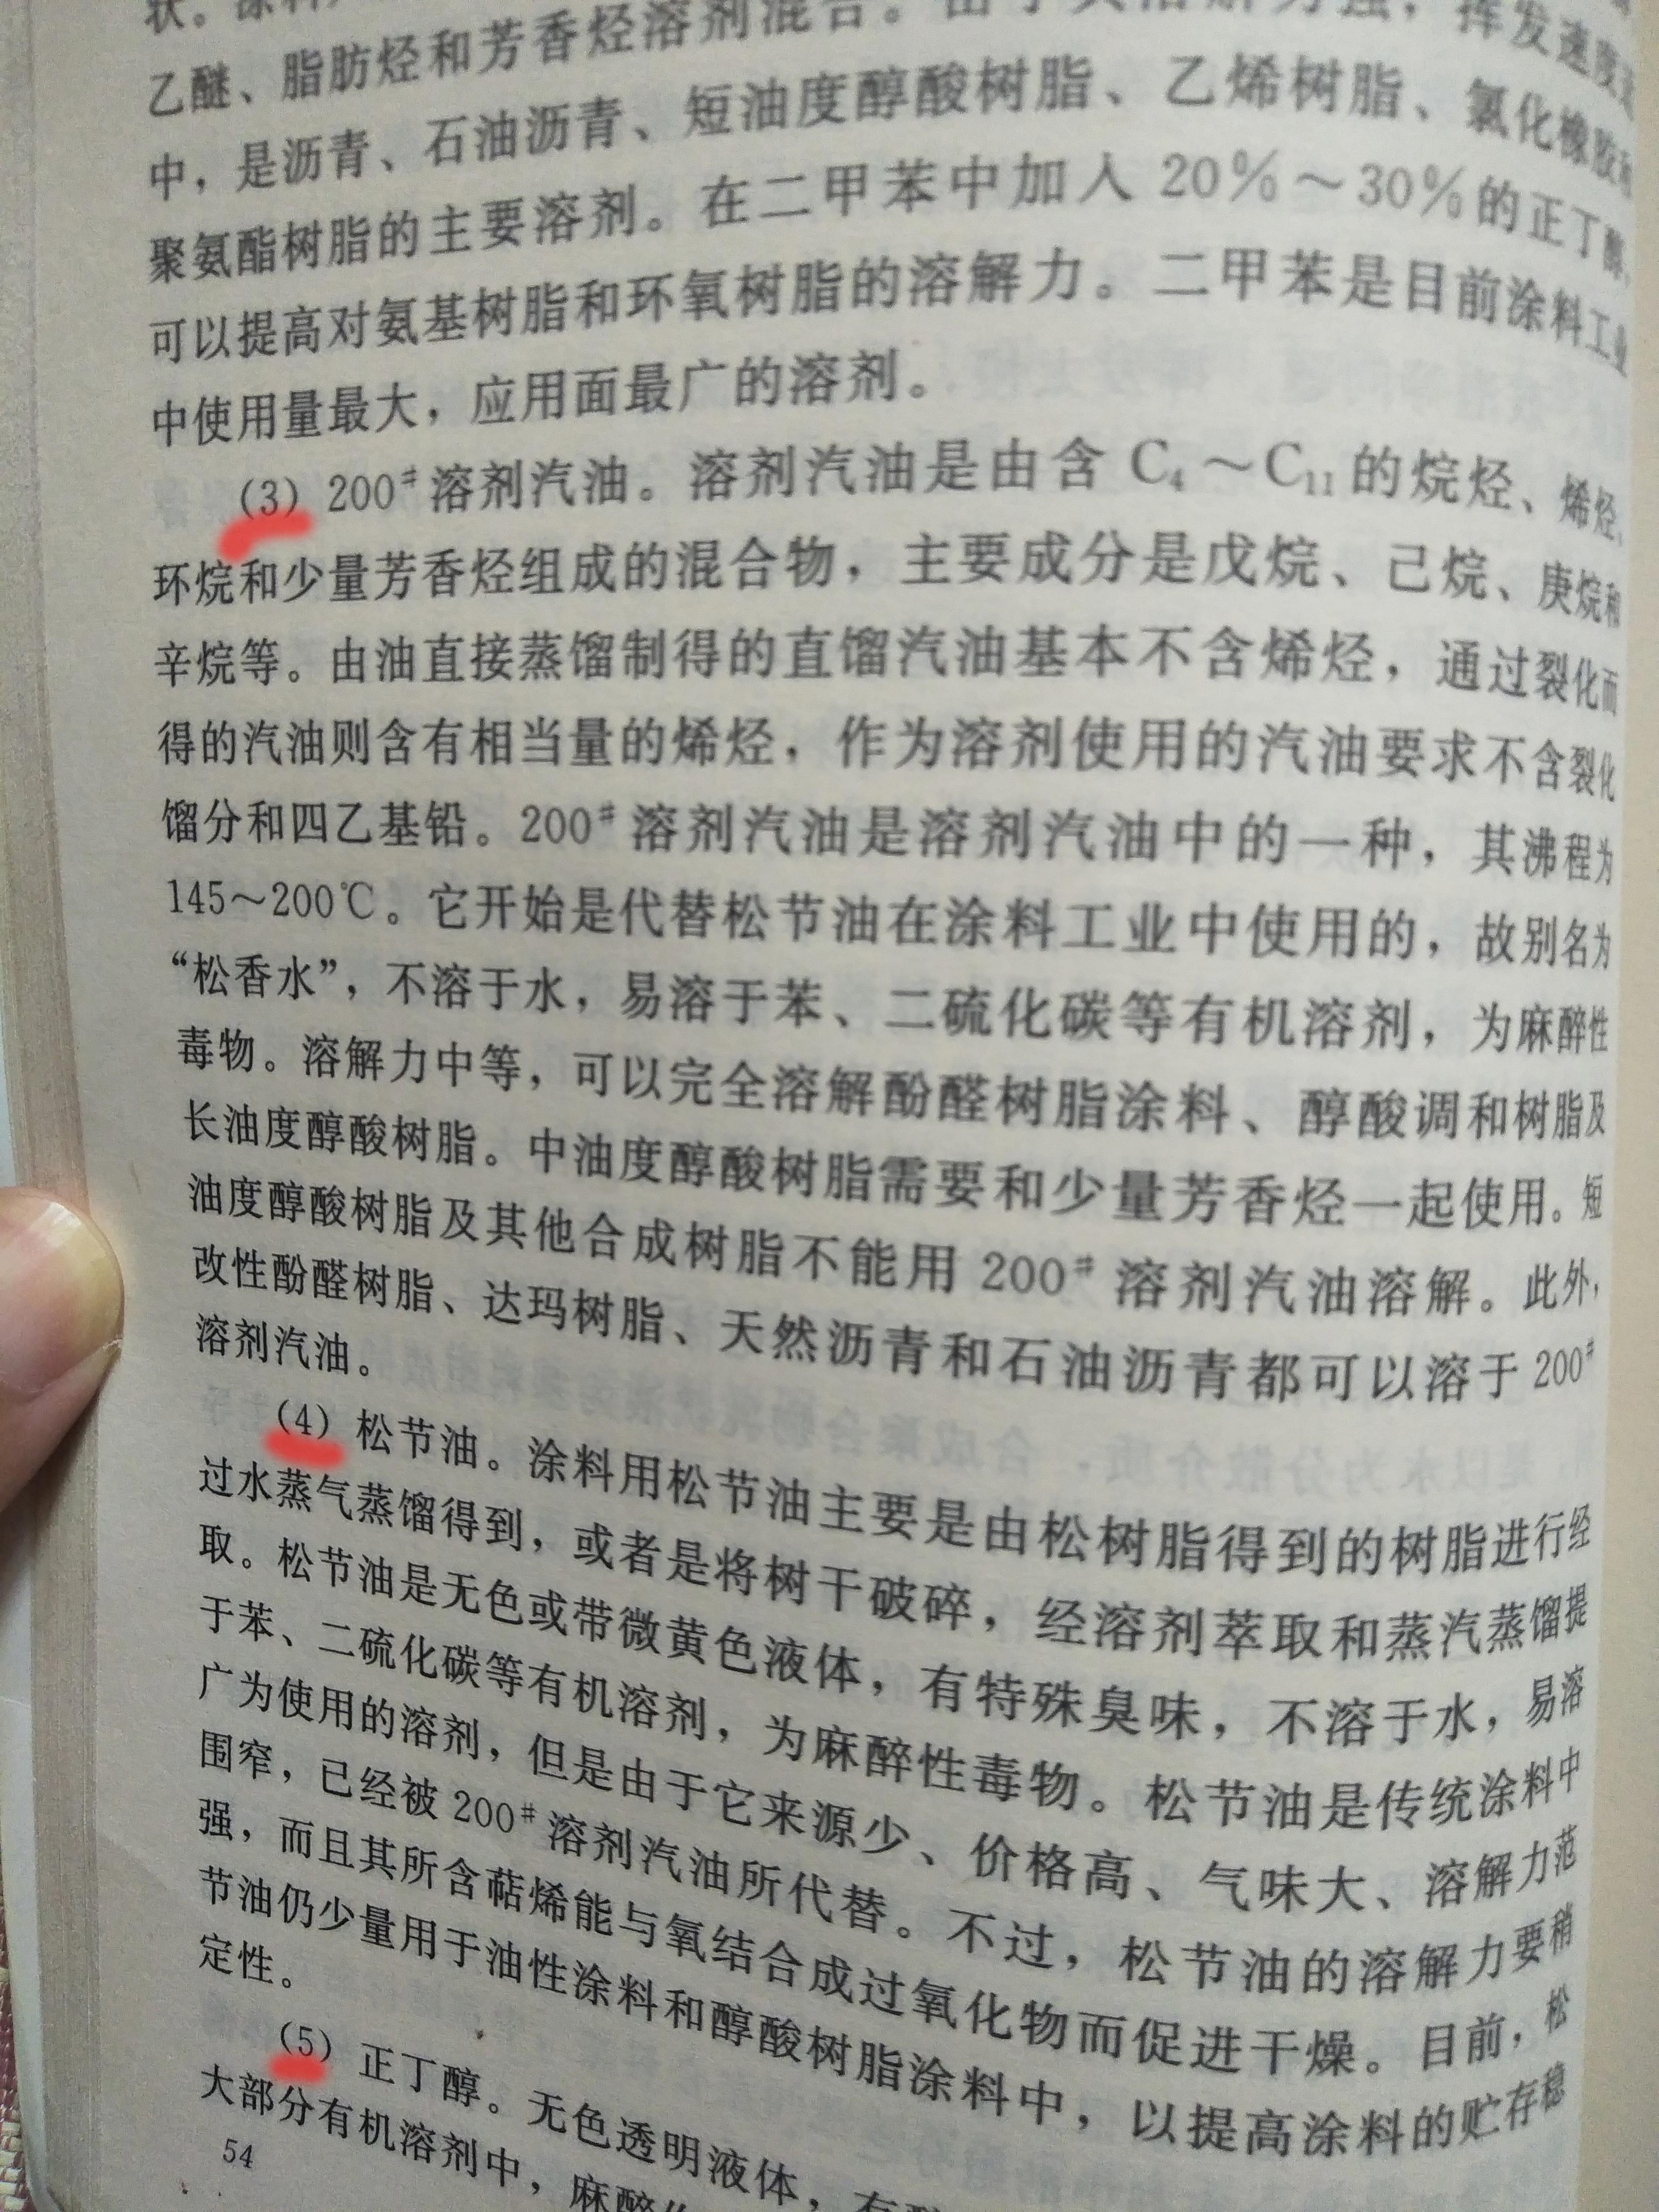 乙醚、脂肪烃和芳香烃溶剂混合。由于其溶解力强，挥发速度适
中，是沥青、石油沥青、短油度醇酸树脂、乙烯树脂、氯化橡胶和
聚氨酯树脂的主要溶剂。在二甲苯中加入 20%～30%的正丁醇，
可以提高对氨基树脂和环氧树脂的溶解力。二甲苯是目前涂料工业
中使用量最大，应用面最广的溶剂。
(3) 200# 溶剂汽油。溶剂汽油是由含 C4～C11 的烷烃、烯烃、
环烷和少量芳香烃组成的混合物，主要成分是戊烷、己烷、庚烷和
辛烷等。由油直接蒸馏制得的直馏汽油基本不含烯烃，通过裂化而
得的汽油则含有相当量的烯烃，作为溶剂使用的汽油要求不含裂化
馏分和四乙基铅。200# 溶剂汽油是溶剂汽油中的一种，其沸程为
145～200℃。它开始是代替松节油在涂料工业中使用的，故别名为
“松香水”，不溶于水，易溶于苯、二硫化碳等有机溶剂，为麻醉性
毒物。溶解力中等，可以完全溶解酚醛树脂涂料、醇酸调和树脂及
长油度醇酸树脂。中油度醇酸树脂需要和少量芳香烃一起使用。短
油度醇酸树脂及其他合成树脂不能用 200# 溶剂汽油溶解。此外，
改性酚醛树脂、达玛树脂、天然沥青和石油沥青都可以溶于 200#
溶剂汽油。
(4) 松节油。涂料用松节油主要是由松树脂得到的树脂进行经
过水蒸气蒸馏得到，或者是将树干破碎，经溶剂萃取和蒸汽蒸馏提
取。松节油是无色或带微黄色液体，有特殊臭味，不溶于水，易溶
于苯、二硫化碳等有机溶剂，为麻醉性毒物。松节油是传统涂料中
广为使用的溶剂，但是由于它来源少、价格高、气味大、溶解力范
围窄，已经被 200# 溶剂汽油所代替。不过，松节油的溶解力要稍
强，而且其所含萜烯能与氧结合成过氧化物而促进干燥。目前，松
节油仍少量用于油性涂料和醇酸树脂涂料中，以提高涂料的贮存稳
定性。
(5) 正丁醇。无色透明液体，有
大部分有机溶剂中，麻醉
54